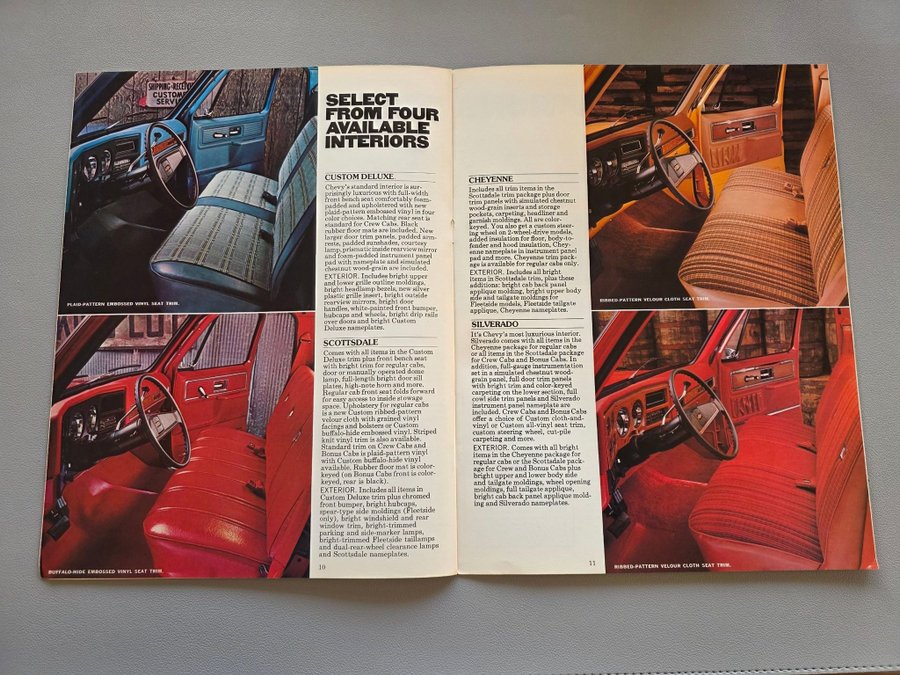 SHIPPING-RECEI
CUSTOM
SERVI
PLAID-PATTERN EMBOSSED VINYL SEAT TRIM.
BUFFALO-HIDE EMBOSSED VINYL SEAT TRIM.
SELECT
FROM FOUR
AVAILABLE
INTERIORS
CUSTOM DELUXE
Chevy's standard interior is sur-
prisingly luxurious with full-width
front bench seat comfortably foam-
padded and upholstered with new
plaid-pattern embossed vinyl in four
color choices. Matching rear seat is
standard for Crew Cabs. Black
rubber floor mats are included. New
larger door trim panels, padded arm-
rests, padded sunshades, courtesy
lamp, prismatic inside rearview mirror
and foam-padded instrument panel
pad with nameplate and simulated
chestnut wood-grain are included.
EXTERIOR. Includes bright upper
and lower grille outline moldings,
bright headlamp bezels, new silver
plastic grille insert, bright outside
rearview mirrors, bright door
handles, white-painted front bumper,
hubcaps and wheels, bright drip rails
over doors and bright Custom
Deluxe nameplates.
SCOTTSDALE
Comes with all items in the Custom
Deluxe trim plus front bench seat
with bright trim for regular cabs,
door or manually operated dome
lamp, full-length bright door sill
plates, high-note horn and more.
Regular cab front seat folds forward
for easy access to inside stowage
space. Upholstery for regular cabs
is a new Custom ribbed-pattern
velour cloth with grained vinyl
facings and bolsters or Custom
buffalo-hide embossed vinyl. Striped
knit vinyl trim is also available.
Standard trim on Crew Cabs and
Bonus Cabs is plaid-pattern vinyl
with Custom buffalo-hide vinyl
available. Rubber floor mat is color-
keyed (on Bonus Cabs front is color-
keyed, rear is black).
EXTERIOR. Includes all items in
Custom Deluxe trim plus chromed
front bumper, bright hubcaps,
spear-type side moldings (Fleetside
only), bright windshield and rear
window trim, bright-trimmed
parking and side-marker lamps,
bright-trimmed Fleetside taillamps
and dual-rear-wheel clearance lamps
and Scottsdale nameplates.
10
CHEYENNE
Includes all trim items in the
Scottsdale trim package plus door
trim panels with simulated chestnut
wood-grain inserts and storage
pockets, carpeting, headliner and
garnish moldings. All are color-
keyed. You also get a custom steer-
ing wheel on 2-wheel-drive models,
added insulation for floor, body-to-
fender and hood insulation, Chey-
enne nameplate in instrument panel
pad and more. Cheyenne trim pack-
age is available for regular cabs only.
EXTERIOR. Includes all bright
items in Scottsdale trim, plus these
additions: bright cab back panel
applique molding, bright upper body
side and tailgate moldings for
Fleetside models, Fleetside tailgate
applique, Cheyenne nameplates.
SILVERADO
It's Chevy's most luxurious interior.
Silverado comes with all items in the
Cheyenne package for regular cabs
or all items in the Scottsdale package
for Crew Cabs and Bonus Cabs. In
addition, full-gauge instrumentation
set in a simulated chestnut wood-
grain panel, full door trim panels
with bright trim and color-keyed
carpeting on the lower section, full
cowl side trim panels and Silverado
instrument panel nameplate are
included. Crew Cabs and Bonus Cabs
offer a choice of Custom cloth-and-
vinyl or Custom all-vinyl seat trim,
custom steering wheel, cut-pile
carpeting and more.
EXTERIOR. Comes with all bright
items in the Cheyenne package for
regular cabs or the Scottsdale pack-
age for Crew and Bonus Cabs plus
bright upper and lower body side
and tailgate moldings, wheel opening
moldings, full tailgate applique,
bright cab back panel applique mold-
ing and Silverado nameplates.
11
RIBBED-PATTERN VELOUR CLOTH SEAT TRIM.
RIBBED-PATTERN VELOUR CLOTH SEAT TRIM.